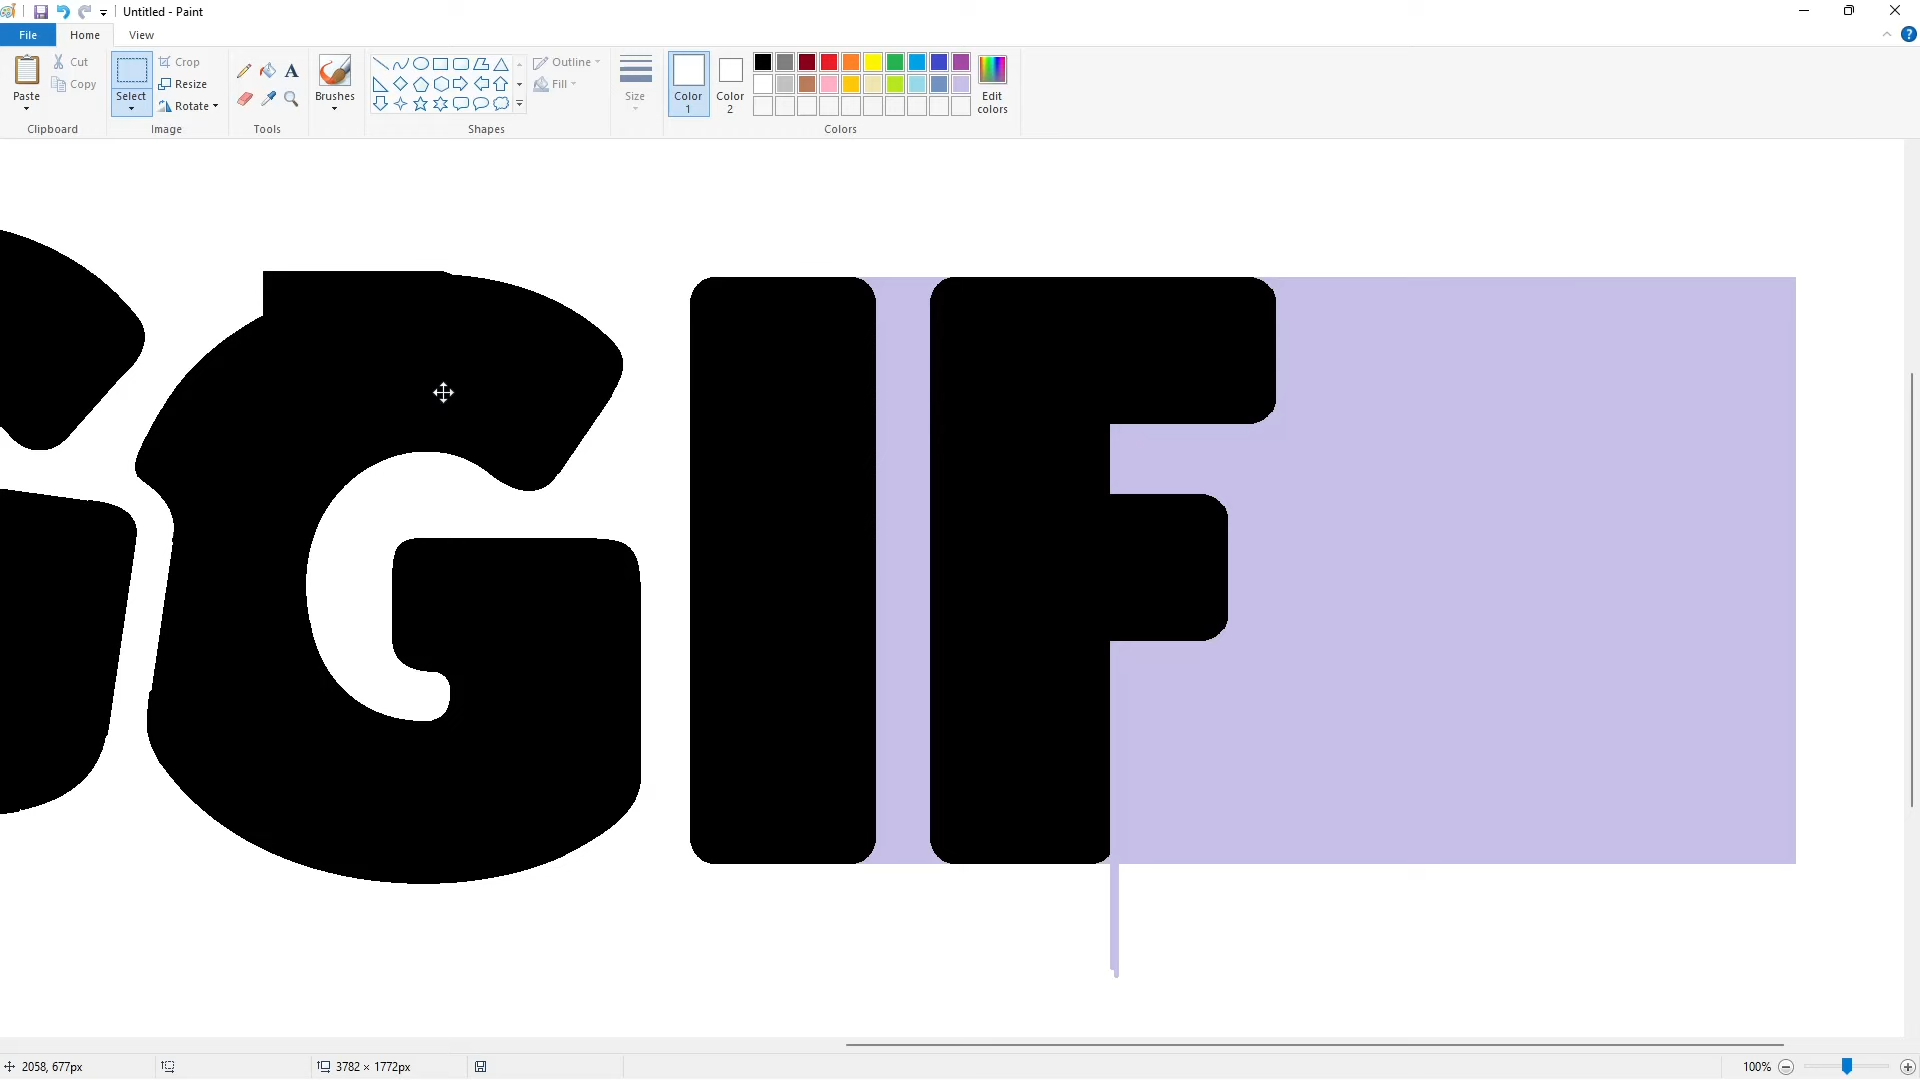 Untitled - Paint
File Home View
Paste Cut Copy Clipboard
Select Crop Resize Rotate Image
A Tools
Brushes
Shapes Outline Fill
Size
Color 1 Color 2 Edit colors Colors
GIF
2058, 677px 3782 × 1772px 100%